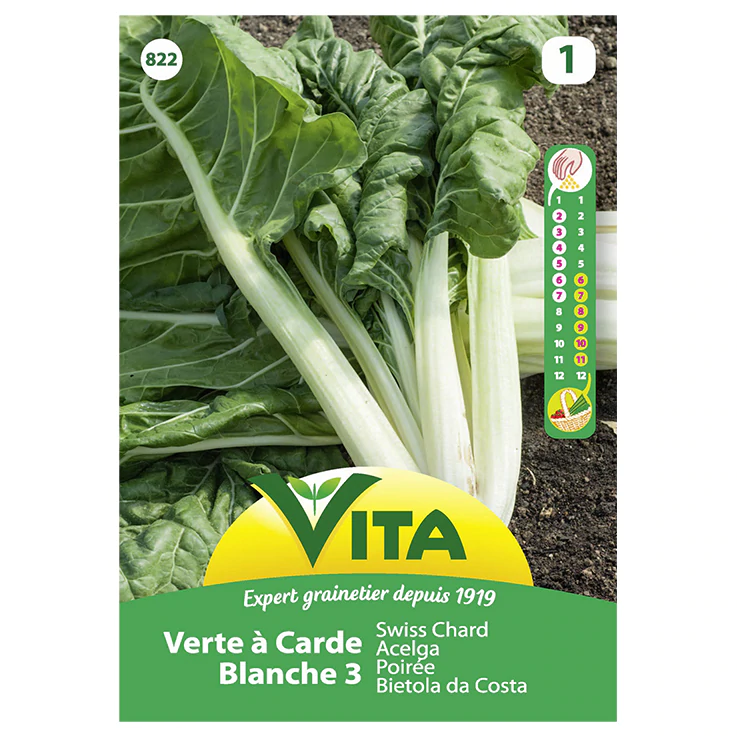 822
1
1 1
2 2
3 3
4 4
5 5
6 6
7 7
8 8
9 9
10 10
11 11
12 12
VITA
Expert grainetier depuis 1919
Verte à Carde
Blanche 3
Swiss Chard
Acelga
Poirée
Bietola da Costa